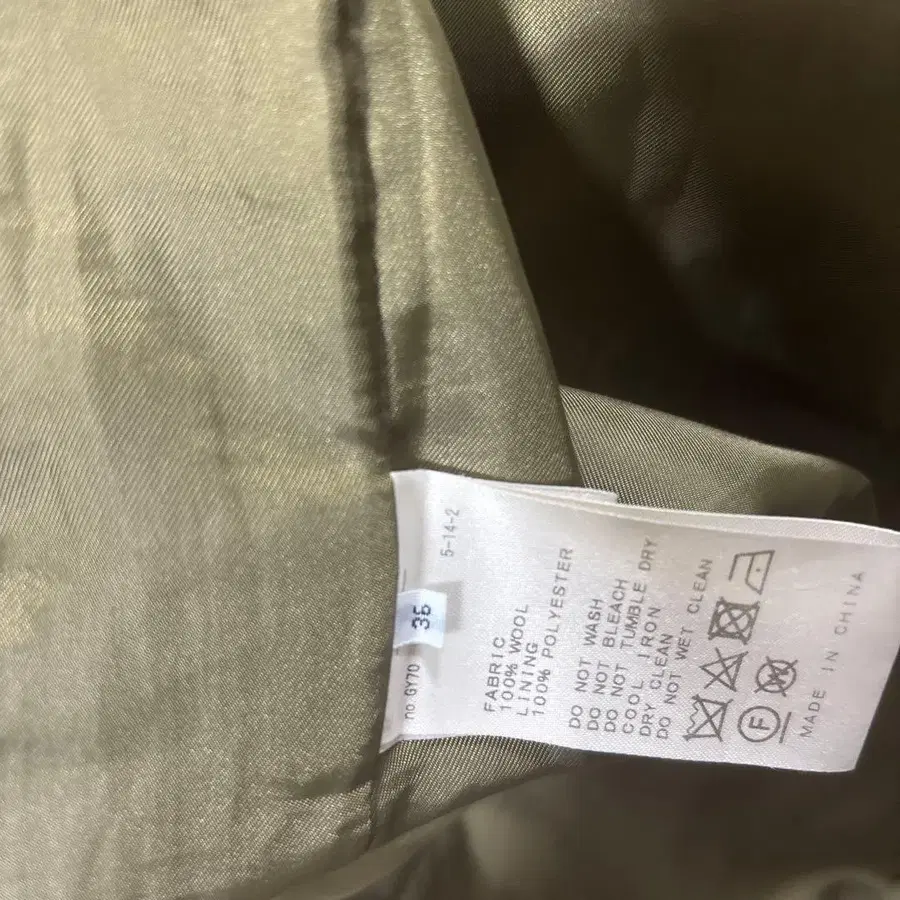 5-14-2
36
no.GY70
FABRIC
100% WOOL
LINING
100% POLYESTER
DO NOT WASH
DO NOT BLEACH
DO NOT TUMBLE DRY
COOL IRON
DRY CLEAN
DO NOT WET CLEAN
F
W
MADE IN CHINA